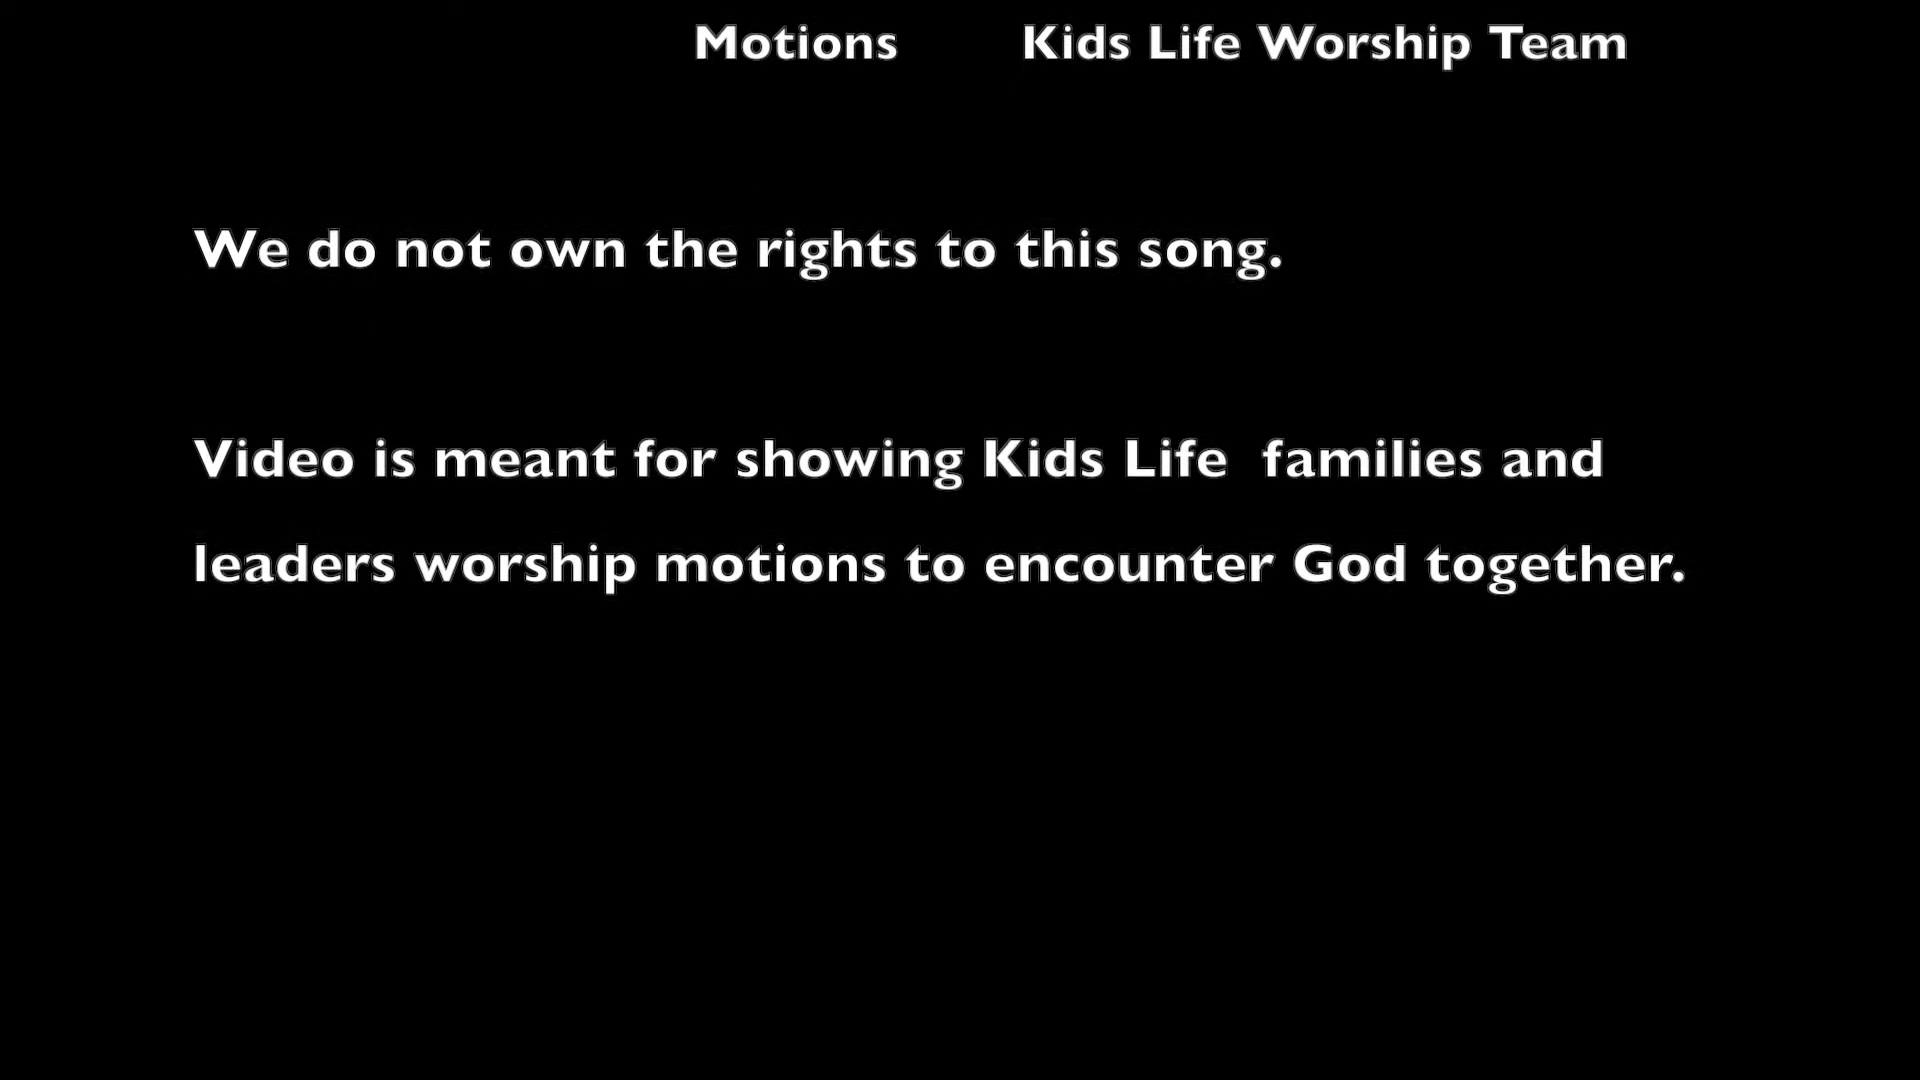 Motions Kids Life Worship Team
We do not own the rights to this song.
Video is meant for showing Kids Life families and
leaders worship motions to encounter God together.